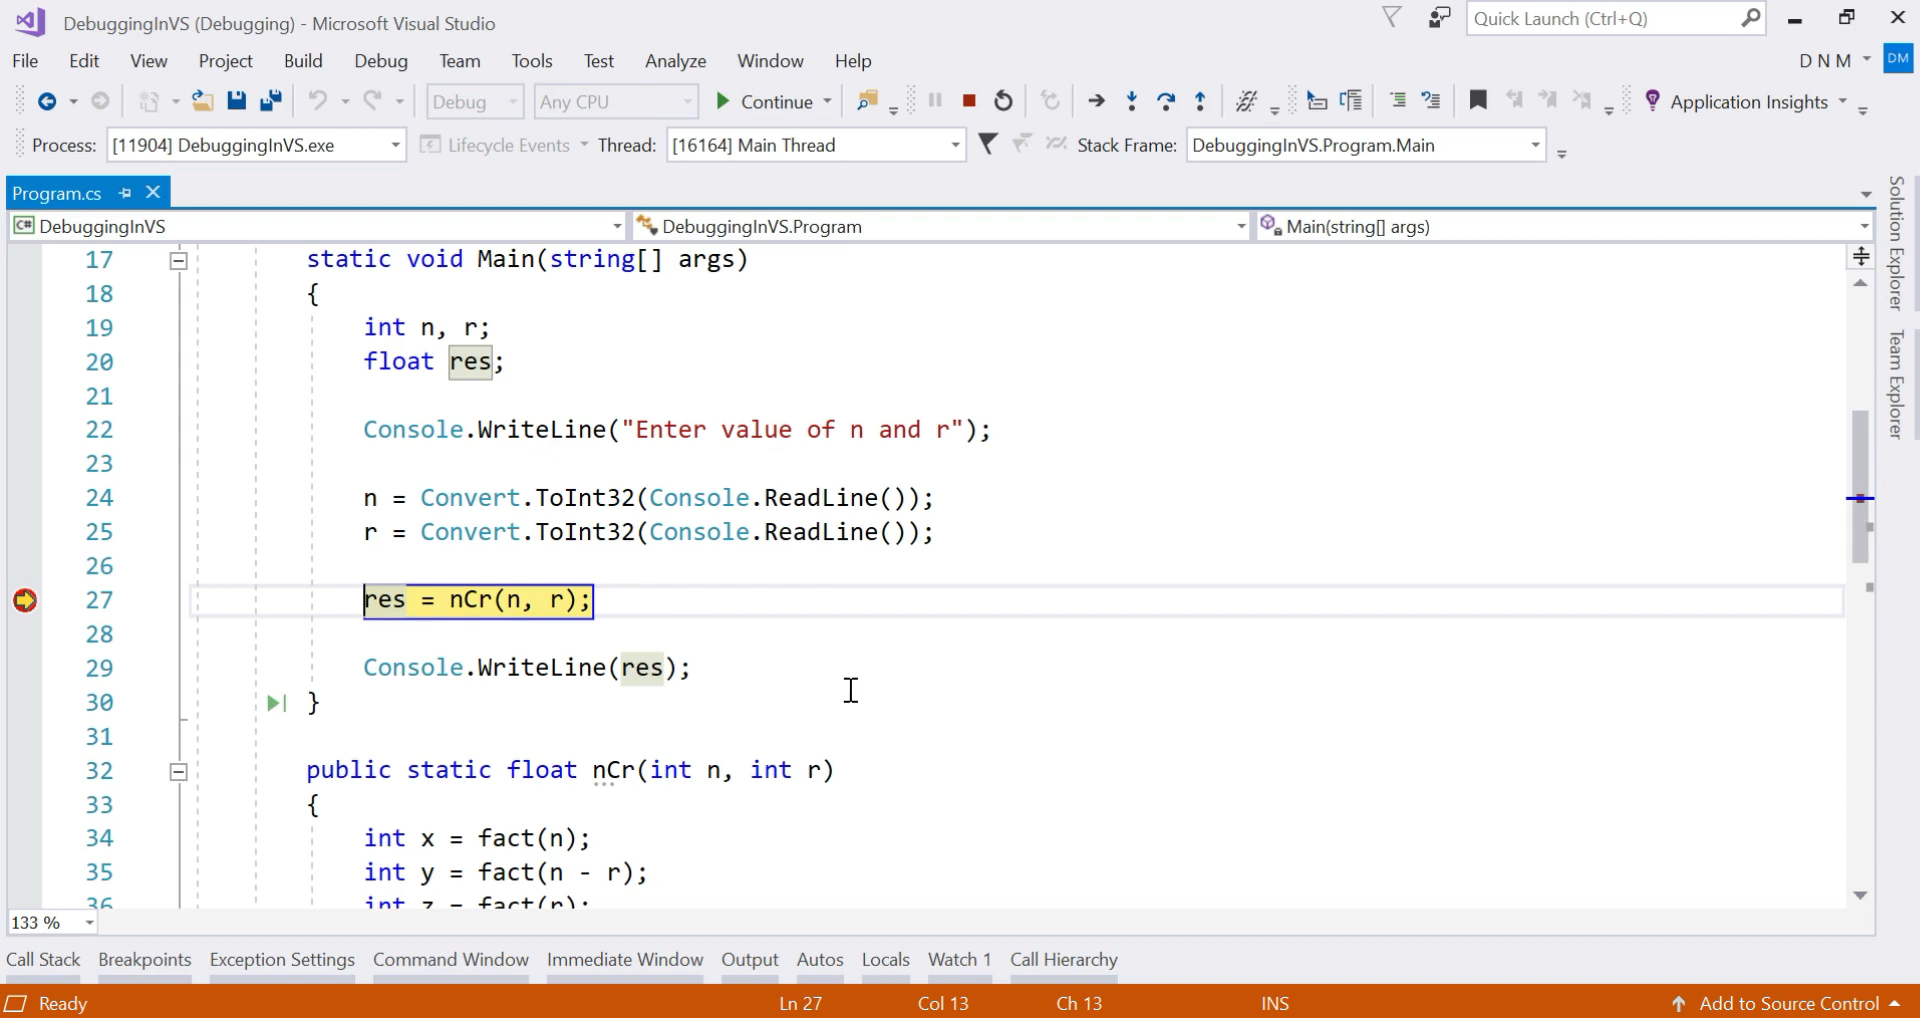 DebuggingInVS (Debugging) - Microsoft Visual Studio
Quick Launch (Ctrl+Q)
File Edit View Project Build Debug Team Tools Test Analyze Window Help
D N M DM
Debug Any CPU Continue Application Insights
Process: [11904] DebuggingInVS.exe Lifecycle Events Thread: [16164] Main Thread Stack Frame: DebuggingInVS.Program.Main
Program.cs
C# DebuggingInVS DebuggingInVS.Program Main(string[] args)
Solution Explorer
Team Explorer
17 static void Main(string[] args)
18 {
19 int n, r;
20 float res;
21
22 Console.WriteLine("Enter value of n and r");
23
24 n = Convert.ToInt32(Console.ReadLine());
25 r = Convert.ToInt32(Console.ReadLine());
26
27 res = nCr(n, r);
28
29 Console.WriteLine(res);
30 }
31
32 public static float nCr(int n, int r)
33 {
34 int x = fact(n);
35 int y = fact(n - r);
36 int z = fact(r);
133 %
Call Stack Breakpoints Exception Settings Command Window Immediate Window Output Autos Locals Watch 1 Call Hierarchy
Ready Ln 27 Col 13 Ch 13 INS Add to Source Control